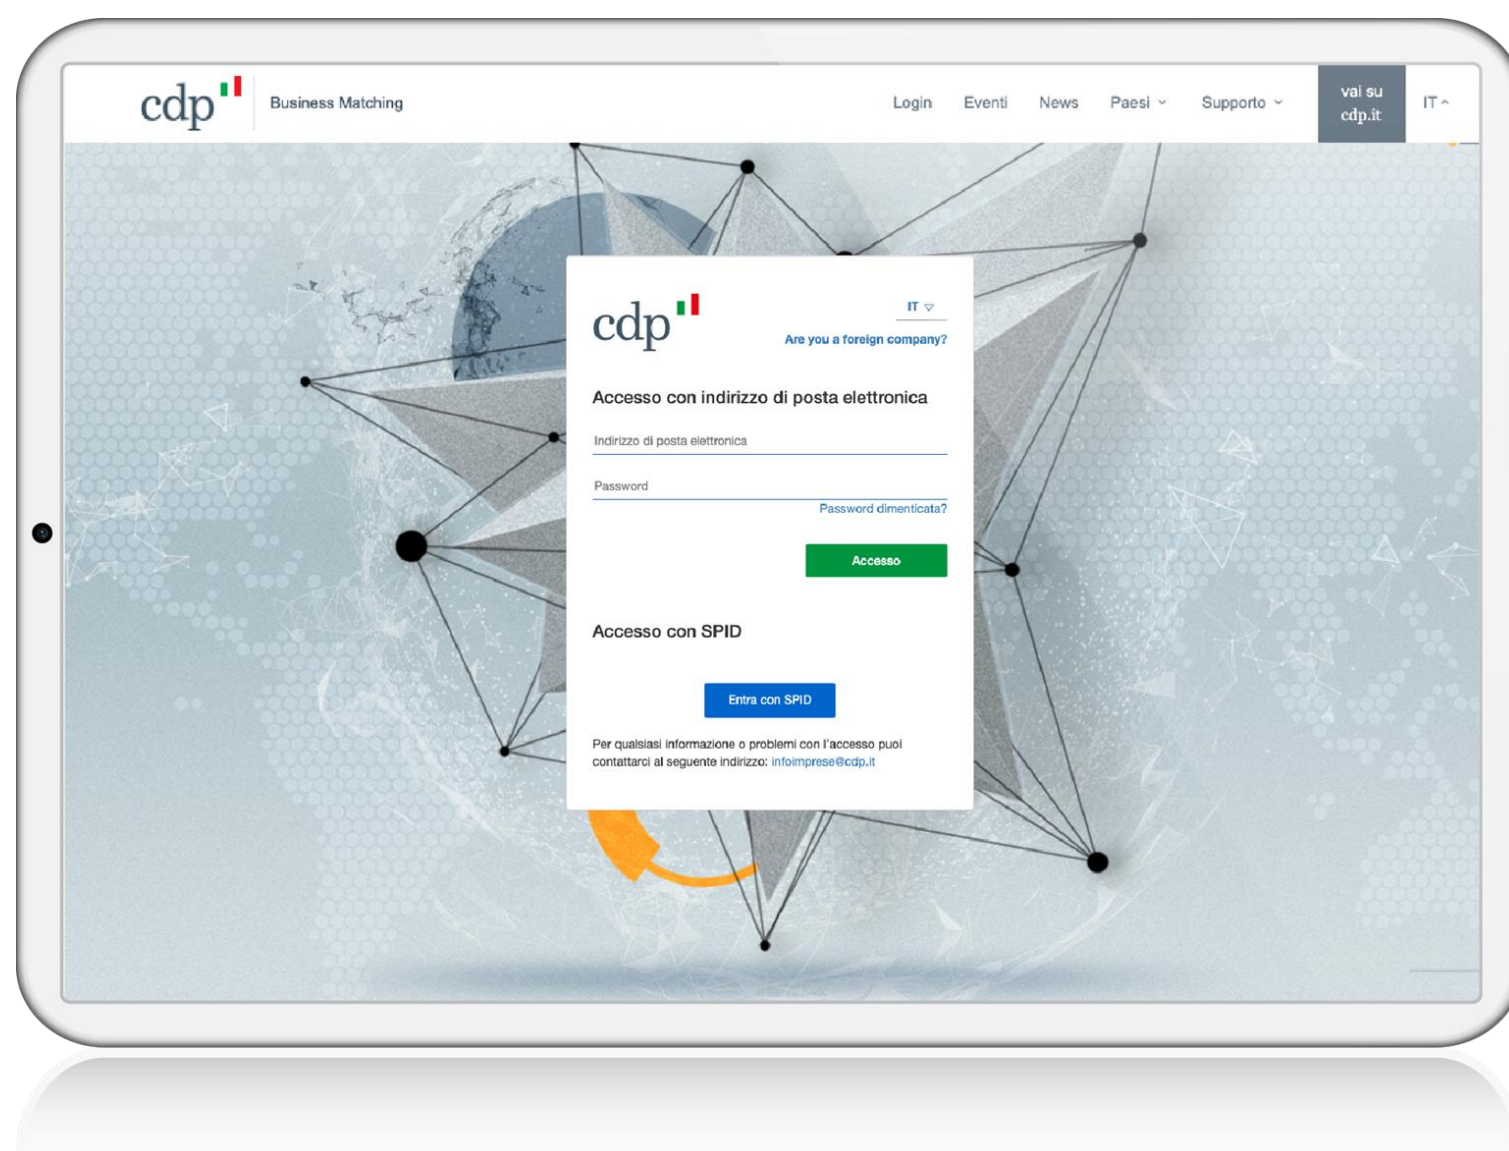 cdp
Business Matching
Login
Eventi
News
Paesi
Supporto
vai su
cdp.it
IT
cdp
IT
Are you a foreign company?
Accesso con indirizzo di posta elettronica
Indirizzo di posta elettronica
Password
Password dimenticata?
Accesso
Accesso con SPID
Entra con SPID
Per qualsiasi informazione o problemi con l'accesso puoi
contattarci al seguente indirizzo: infoimprese@cdp.it